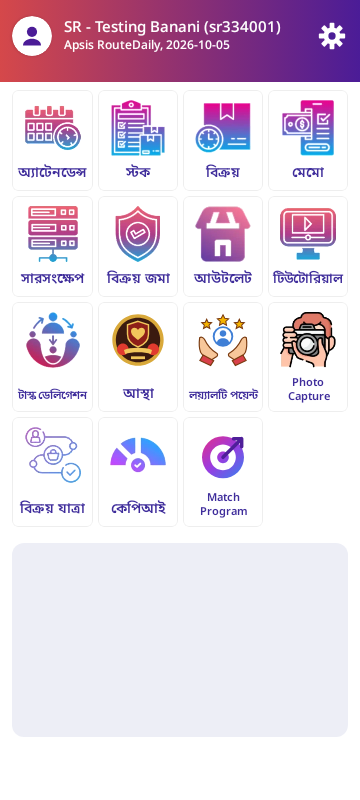 SR - Testing Banani (sr334001)
Apsis RouteDaily, 2026-10-05
অ্যাটেনডেন্স
স্টক
বিক্রয়
মেমো
সারসংক্ষেপ
বিক্রয় জমা
আউটলেট
টিউটোরিয়াল
টাস্ক ডেলিগেশন
আস্থা
লয়্যালটি পয়েন্ট
Photo
Capture
বিক্রয় যাত্রা
কেপিআই
Match
Program